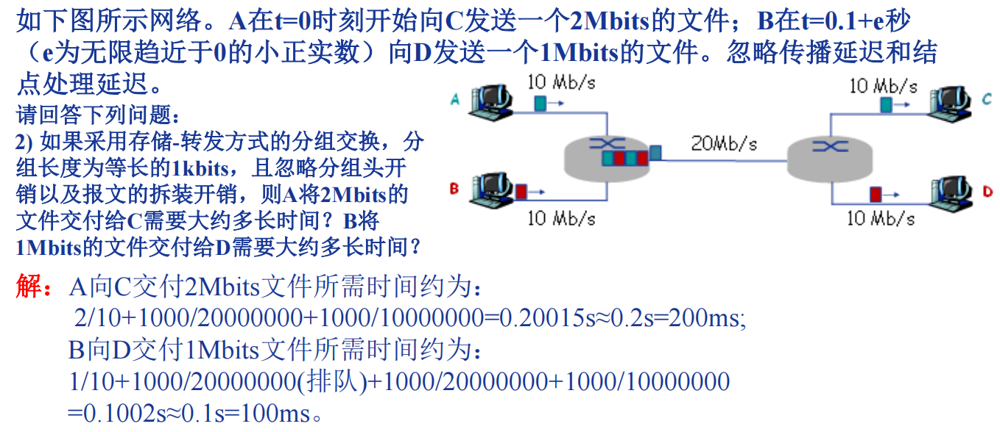 如下图所示网络。A在t=0时刻开始向C发送一个2Mbits的文件；B在t=0.1+e秒
（e为无限趋近于0的小正实数）向D发送一个1Mbits的文件。忽略传播延迟和结
点处理延迟。
请回答下列问题：
2) 如果采用存储-转发方式的分组交换，分
组长度为等长的1kbits，且忽略分组头开
销以及报文的拆装开销，则A将2Mbits的
文件交付给C需要大约多长时间？B将
1Mbits的文件交付给D需要大约多长时间？
A
10 Mb/s
10 Mb/s
C
20Mb/s
B
10 Mb/s
10 Mb/s
D
解：A向C交付2Mbits文件所需时间约为：
2/10+1000/20000000+1000/10000000=0.20015s≈0.2s=200ms;
B向D交付1Mbits文件所需时间约为：
1/10+1000/20000000(排队)+1000/20000000+1000/10000000
=0.1002s≈0.1s=100ms。